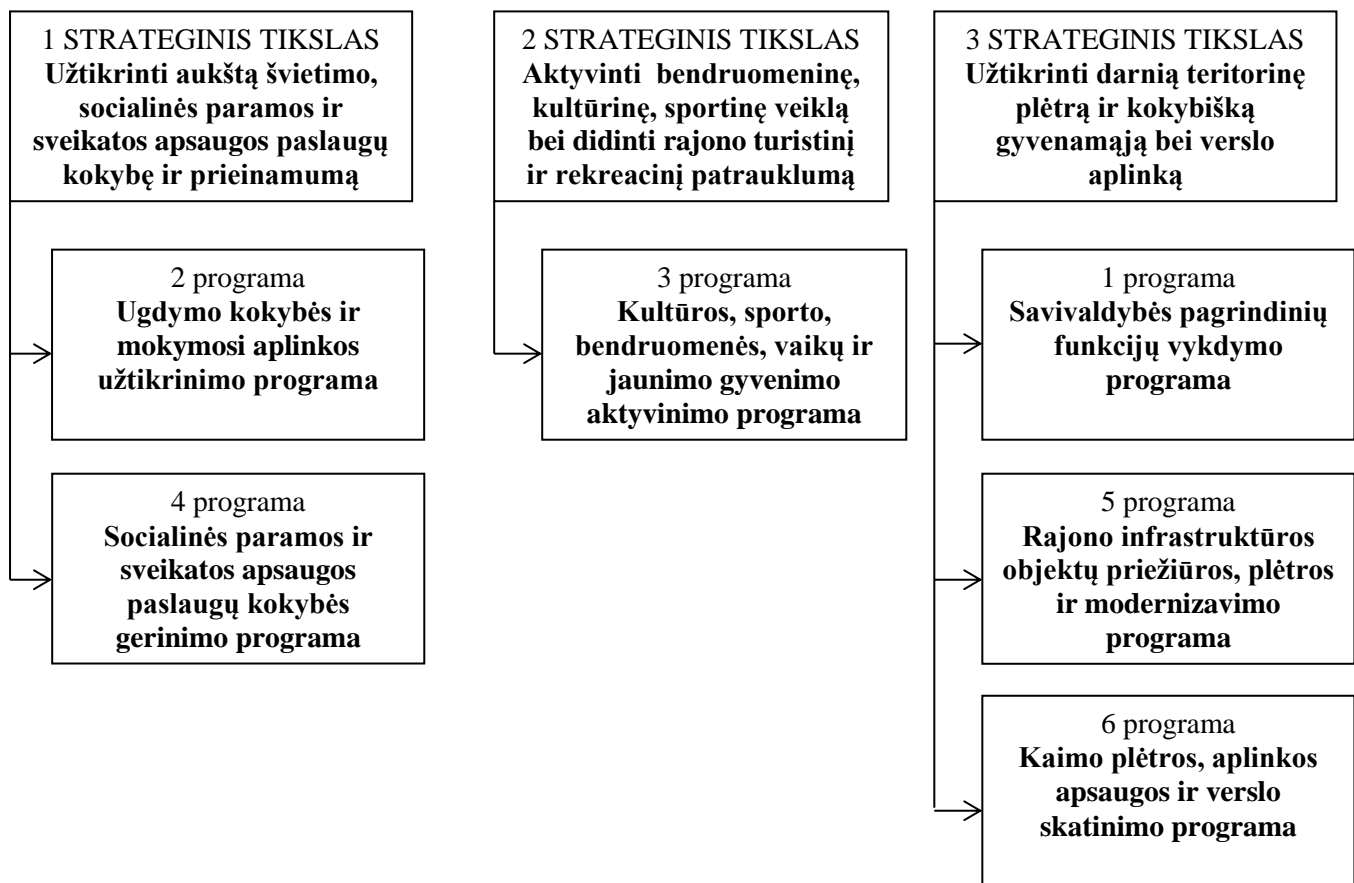 1 STRATEGINIS TIKSLAS
Užtikrinti aukštą švietimo,
socialinės paramos ir
sveikatos apsaugos paslaugų
kokybę ir prieinamumą
2 programa
Ugdymo kokybės ir
mokymosi aplinkos
užtikrinimo programa
4 programa
Socialinės paramos ir
sveikatos apsaugos
paslaugų kokybės
gerinimo programa
2 STRATEGINIS TIKSLAS
Aktyvinti bendruomeninę,
kultūrinę, sportinę veiklą
bei didinti rajono turistinį
ir rekreacinį patrauklumą
3 programa
Kultūros, sporto,
bendruomenės, vaikų ir
jaunimo gyvenimo
aktyvinimo programa
3 STRATEGINIS TIKSLAS
Užtikrinti darnią teritorinę
plėtrą ir kokybišką
gyvenamąją bei verslo
aplinką
1 programa
Savivaldybės pagrindinių
funkcijų vykdymo
programa
5 programa
Rajono infrastruktūros
objektų priežiūros, plėtros
ir modernizavimo
programa
6 programa
Kaimo plėtros, aplinkos
apsaugos ir verslo
skatinimo programa